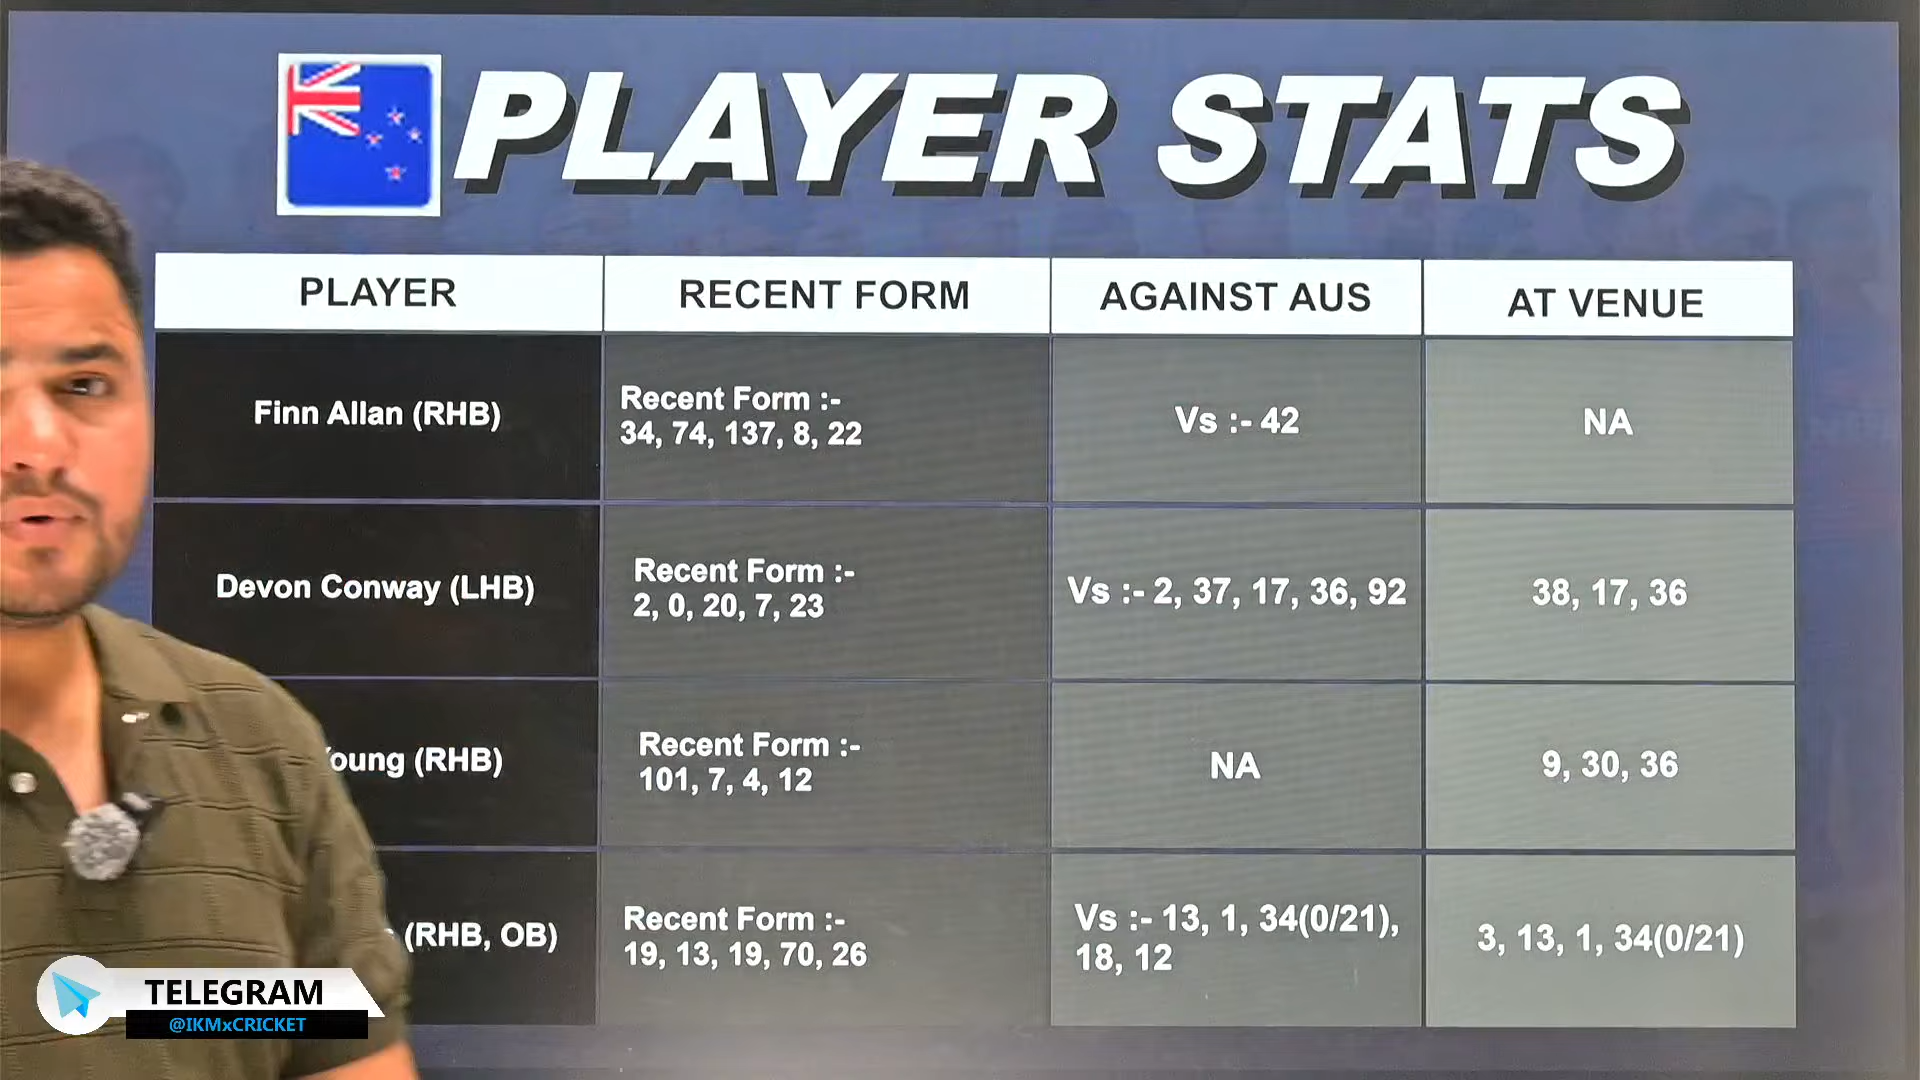 PLAYER STATS
PLAYER RECENT FORM AGAINST AUS AT VENUE
Finn Allan (RHB)
Recent Form :-
34, 74, 137, 8, 22
Vs :- 42
NA
Devon Conway (LHB)
Recent Form :-
2, 0, 20, 7, 23
Vs :- 2, 37, 17, 36, 92
38, 17, 36
Young (RHB)
Recent Form :-
101, 7, 4, 12
NA
9, 30, 36
(RHB, OB)
Recent Form :-
19, 13, 19, 70, 26
Vs :- 13, 1, 34(0/21),
18, 12
3, 13, 1, 34(0/21)
TELEGRAM
@IKMxCRICKET